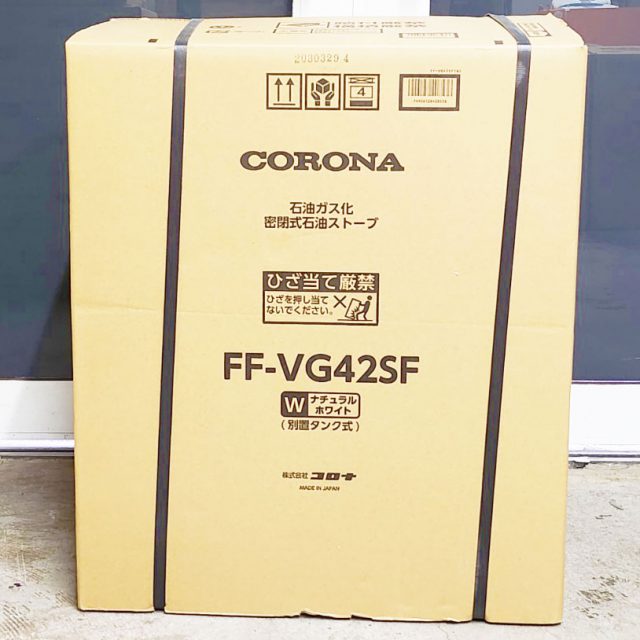 2030329 4
4
CORONA
石油ガス化
密閉式石油ストーブ
ひざ当て厳禁
ひざを押し当て
ないでください。
FF-VG42SF
W ナチュラル
ホワイト
(別置タンク式)
株式会社 コロナ
MADE IN JAPAN